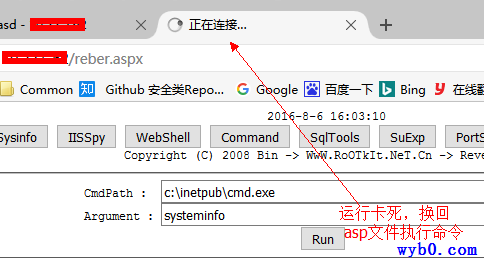 asd -
正在连接...
/reber.aspx
Common 知 Github 安全类Repo... G Google 百度一下 Bing 在线翻
2016-8-6 16:03:10
Sysinfo IISSpy WebShell Command SqlTools SuExp PortS
Copyright (C) 2008 Bin -> WwW.RoOTkIt.NeT.Cn -> Reve
CmdPath : c:\inetpub\cmd.exe
Argument : systeminfo
运行卡死，换回
asp文件执行命令
Run
wyb0.com